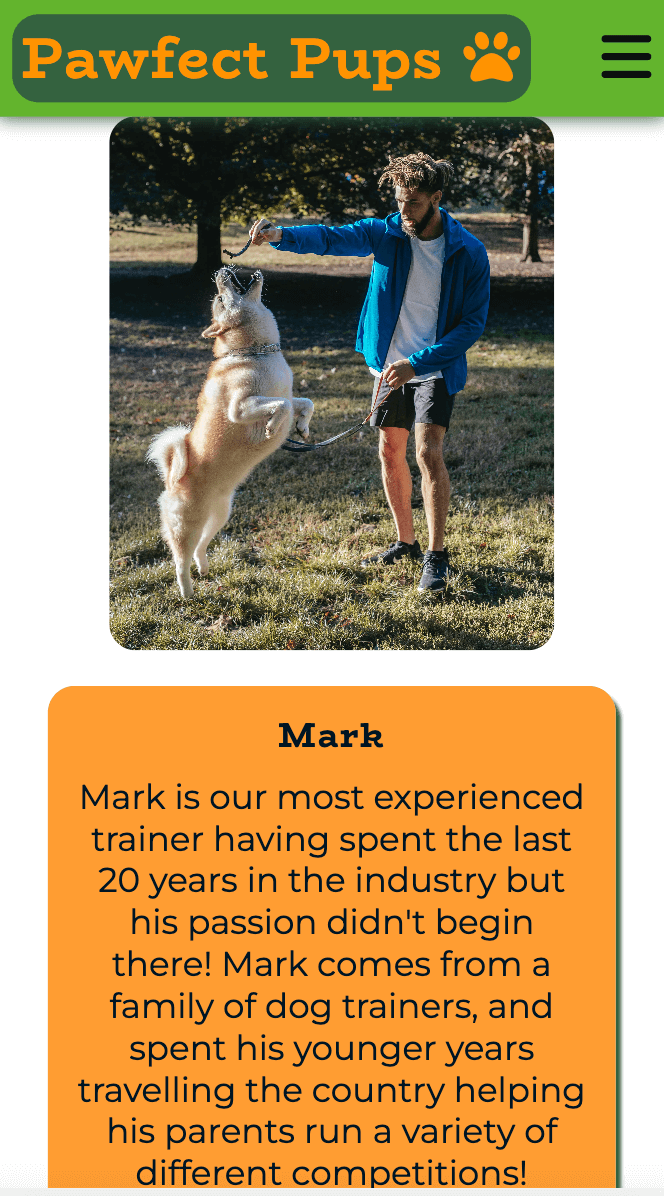 Pawfect Pups
Mark
Mark is our most experienced
trainer having spent the last
20 years in the industry but
his passion didn't begin
there! Mark comes from a
family of dog trainers, and
spent his younger years
travelling the country helping
his parents run a variety of
different competitions!